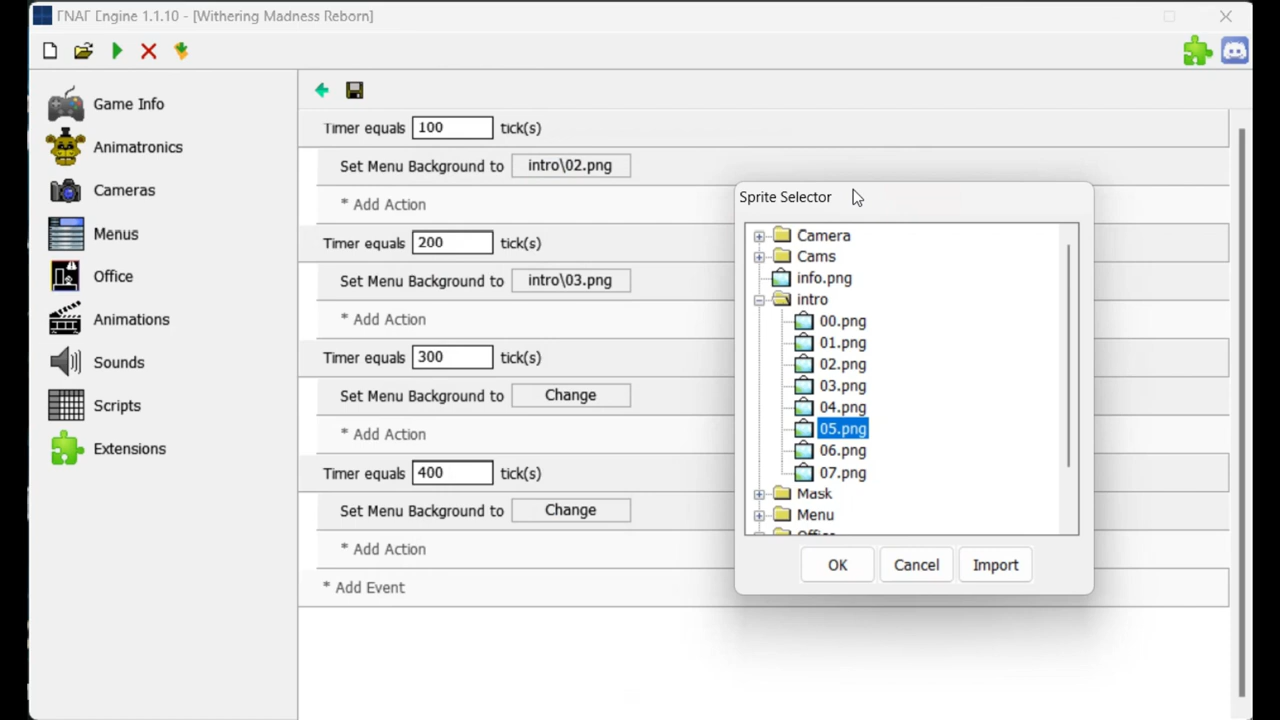 ГNAГ Engine 1.1.10 - [Withering Madness Reborn]
Game Info
Animatronics
Cameras
Menus
Office
Animations
Sounds
Scripts
Extensions
Timer equals 100 tick(s)
Set Menu Background to intro\02.png
* Add Action
Timer equals 200 tick(s)
Set Menu Background to intro\03.png
* Add Action
Timer equals 300 tick(s)
Set Menu Background to Change
* Add Action
Timer equals 400 tick(s)
Set Menu Background to Change
* Add Action
* Add Event
Sprite Selector
Camera
Cams
info.png
intro
00.png
01.png
02.png
03.png
04.png
05.png
06.png
07.png
Mask
Menu
Office
OK Cancel Import